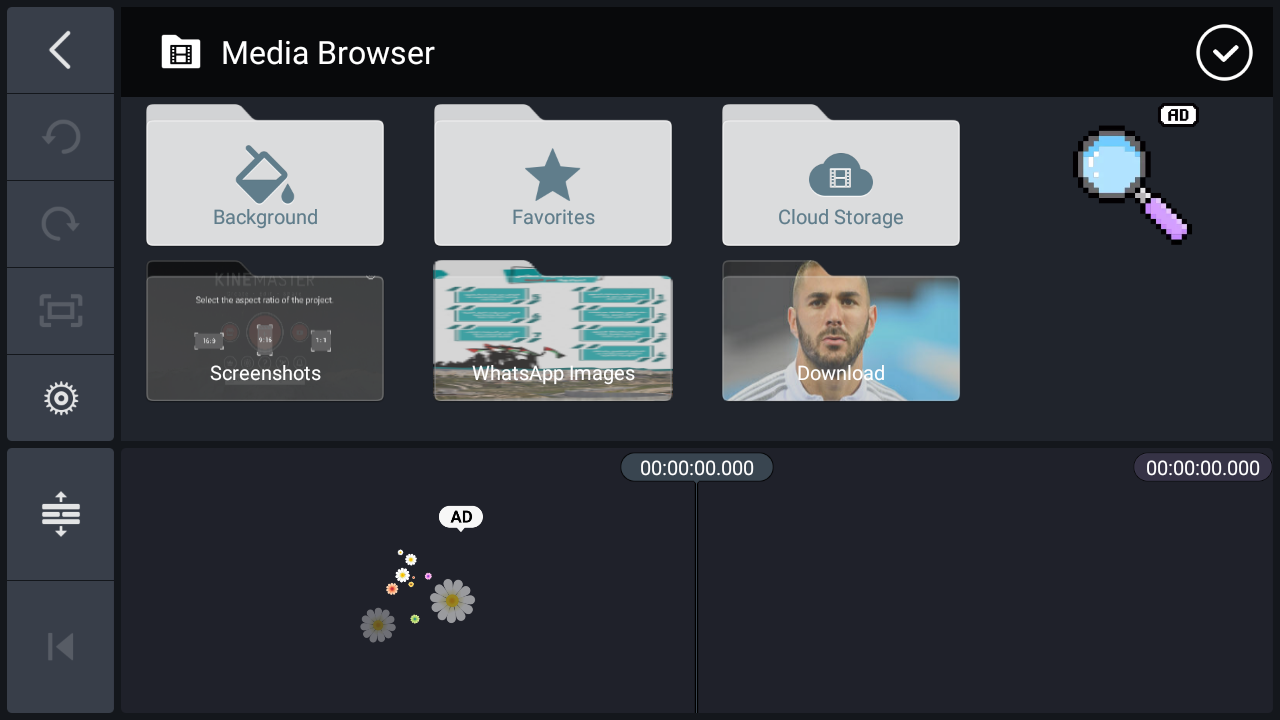 Media Browser
AD
Background
Favorites
Cloud Storage
KINEMASTER
Select the aspect ratio of the project.
16:9
9:16
1:1
Screenshots
WhatsApp Images
Download
00:00:00.000
00:00:00.000
AD